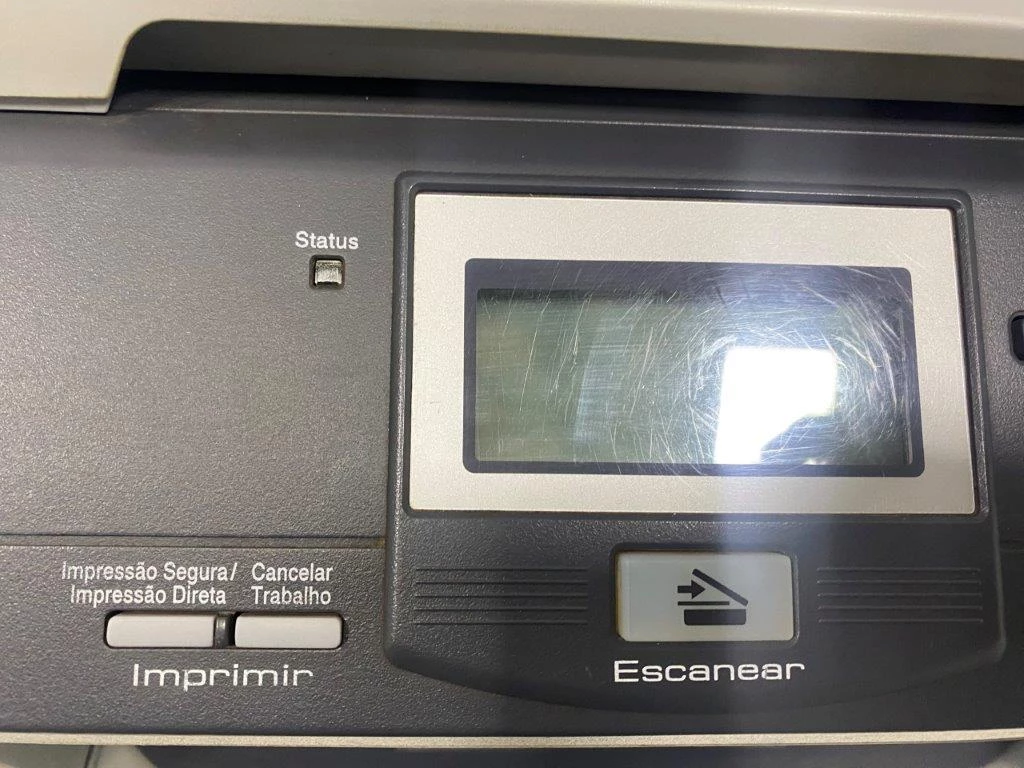 Status
Impressão Segura/
Impressão Direta
Cancelar
Trabalho
Imprimir
Escanear